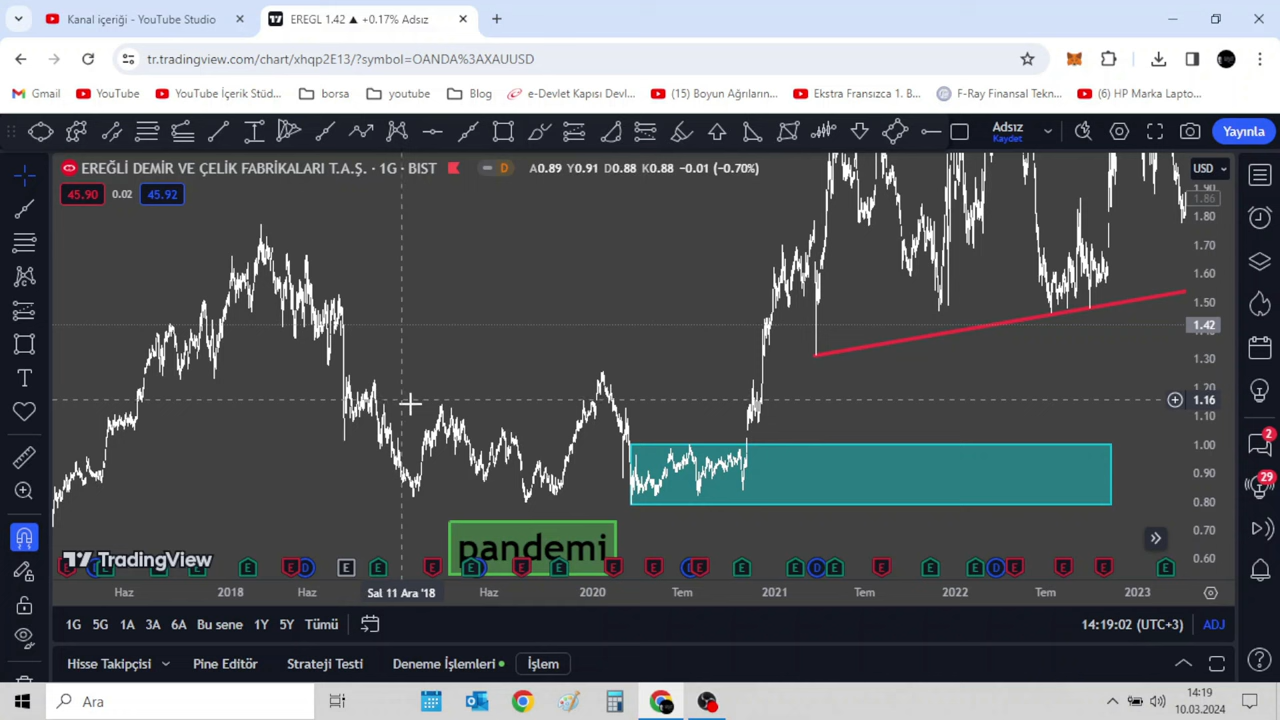 Kanal içeriği - YouTube Studio
EREGL 1.42 ▲ +0.17% Adsız
tr.tradingview.com/chart/xhqp2E13/?symbol=OANDA%3AXAUUSD
Gmail
YouTube
YouTube İçerik Stüd...
borsa
youtube
Blog
e-Devlet Kapısı Devl...
(15) Boyun Ağrıların...
Ekstra Fransızca 1. B...
F-Ray Finansal Tekn...
(6) HP Marka Lapto...
Adsız
Kaydet
Yayınla
EREĞLİ DEMİR VE ÇELİK FABRİKALARI T.A.Ş. · 1G · BIST
D
A0.89 Y0.91 D0.88 K0.88 -0.01 (-0.70%)
USD
45.90
0.02
45.92
1.90
1.86
1.80
1.70
1.60
1.50
1.42
1.30
1.20
1.16
1.10
1.00
0.90
0.80
0.70
0.60
pandemi
TradingView
Haz
2018
Haz
Sal 11 Ara '18
Haz
2020
Tem
2021
Tem
2022
Tem
2023
1G 5G 1A 3A 6A Bu sene 1Y 5Y Tümü
14:19:02 (UTC+3)
ADJ
Hisse Takipçisi
Pine Editör
Strateji Testi
Deneme İşlemleri
İşlem
2
29
Ara
14:19
10.03.2024